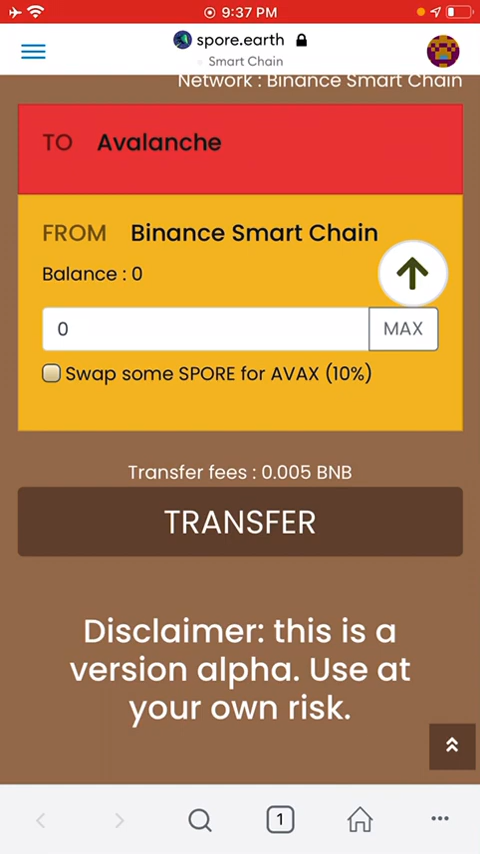 9:37 PM
spore.earth
Smart Chain
Network : Binance Smart Chain
TO Avalanche
FROM Binance Smart Chain
Balance : 0
0 MAX
Swap some SPORE for AVAX (10%)
Transfer fees : 0.005 BNB
TRANSFER
Disclaimer: this is a
version alpha. Use at
your own risk.
1